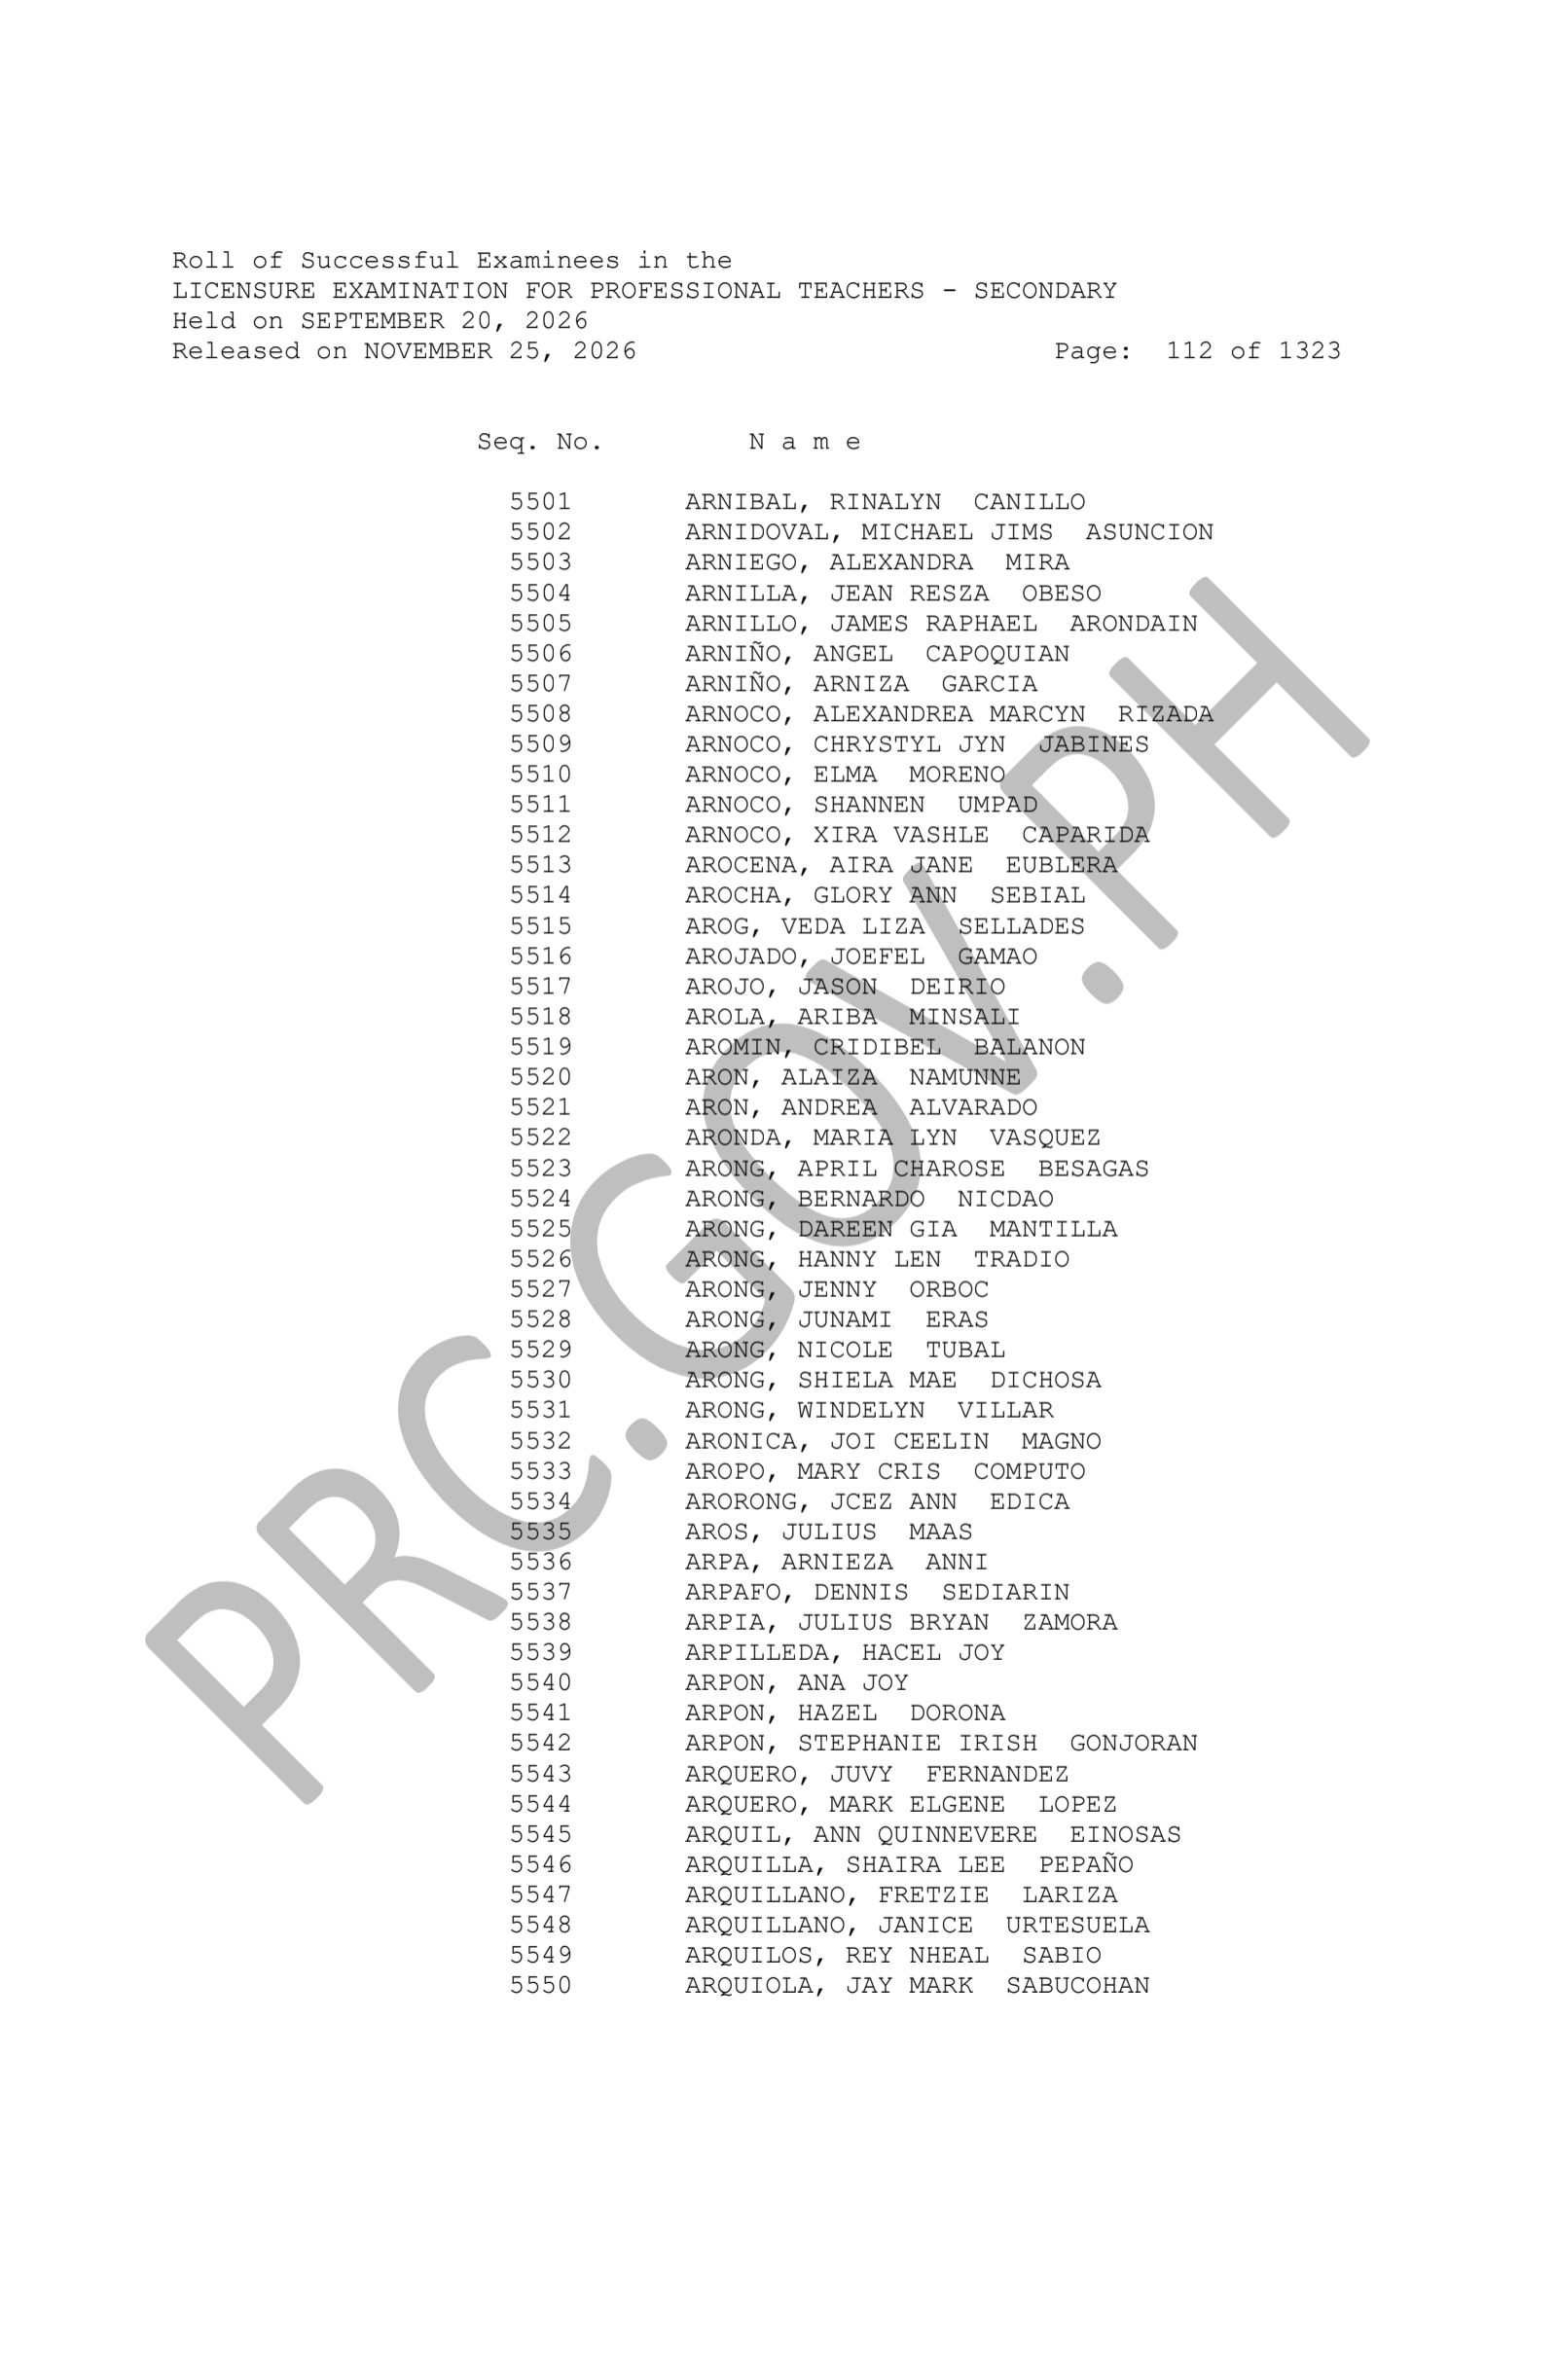 Roll of Successful Examinees in the
LICENSURE EXAMINATION FOR PROFESSIONAL TEACHERS - SECONDARY
Held on SEPTEMBER 20, 2026
Released on NOVEMBER 25, 2026 Page: 112 of 1323
Seq. No. N a m e
5501 ARNIBAL, RINALYN CANILLO
5502 ARNIDOVAL, MICHAEL JIMS ASUNCION
5503 ARNIEGO, ALEXANDRA MIRA
5504 ARNILLA, JEAN RESZA OBESO
5505 ARNILLO, JAMES RAPHAEL ARONDAIN
5506 ARNIÑO, ANGEL CAPOQUIAN
5507 ARNIÑO, ARNIZA GARCIA
5508 ARNOCO, ALEXANDREA MARCYN RIZADA
5509 ARNOCO, CHRYSTYL JYN JABINES
5510 ARNOCO, ELMA MORENO
5511 ARNOCO, SHANNEN UMPAD
5512 ARNOCO, XIRA VASHLE CAPARIDA
5513 AROCENA, AIRA JANE EUBLERA
5514 AROCHA, GLORY ANN SEBIAL
5515 AROG, VEDA LIZA SELLADES
5516 AROJADO, JOEFEL GAMAO
5517 AROJO, JASON DEIRIO
5518 AROLA, ARIBA MINSALI
5519 AROMIN, CRIDIBEL BALANON
5520 ARON, ALAIZA NAMUNNE
5521 ARON, ANDREA ALVARADO
5522 ARONDA, MARIA LYN VASQUEZ
5523 ARONG, APRIL CHAROSE BESAGAS
5524 ARONG, BERNARDO NICDAO
5525 ARONG, DAREEN GIA MANTILLA
5526 ARONG, HANNY LEN TRADIO
5527 ARONG, JENNY ORBOC
5528 ARONG, JUNAMI ERAS
5529 ARONG, NICOLE TUBAL
5530 ARONG, SHIELA MAE DICHOSA
5531 ARONG, WINDELYN VILLAR
5532 ARONICA, JOI CEELIN MAGNO
5533 AROPO, MARY CRIS COMPUTO
5534 ARORONG, JCEZ ANN EDICA
5535 AROS, JULIUS MAAS
5536 ARPA, ARNIEZA ANNI
5537 ARPAFO, DENNIS SEDIARIN
5538 ARPIA, JULIUS BRYAN ZAMORA
5539 ARPILLEDA, HACEL JOY
5540 ARPON, ANA JOY
5541 ARPON, HAZEL DORONA
5542 ARPON, STEPHANIE IRISH GONJORAN
5543 ARQUERO, JUVY FERNANDEZ
5544 ARQUERO, MARK ELGENE LOPEZ
5545 ARQUIL, ANN QUINNEVERE EINOSAS
5546 ARQUILLA, SHAIRA LEE PEPAÑO
5547 ARQUILLANO, FRETZIE LARIZA
5548 ARQUILLANO, JANICE URTESUELA
5549 ARQUILOS, REY NHEAL SABIO
5550 ARQUIOLA, JAY MARK SABUCOHAN
PRC.GOV.PH